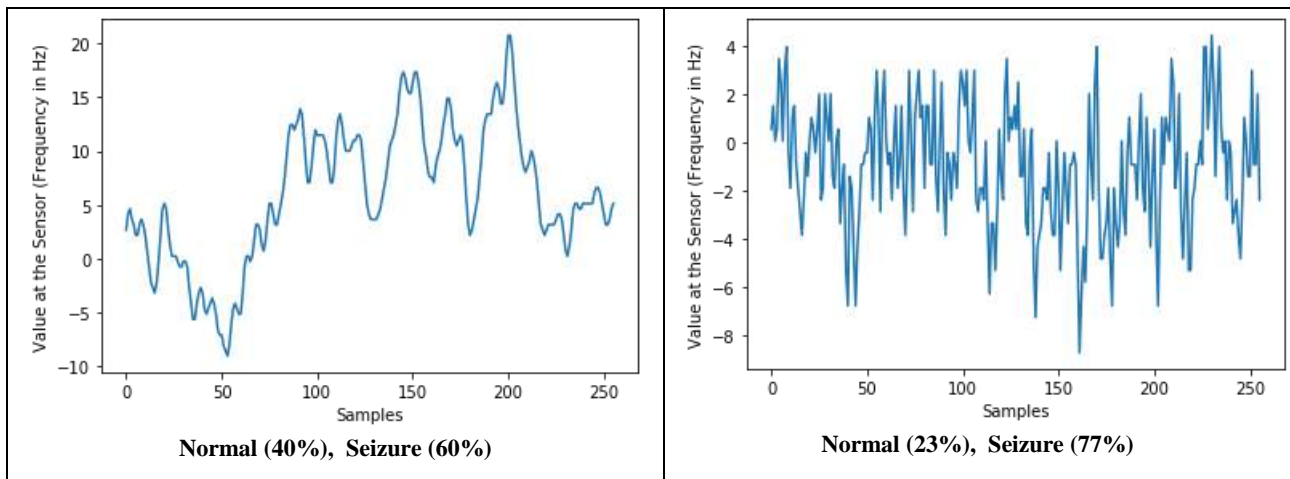 Value at the Sensor (Frequency in Hz)
20
15
10
5
0
−5
−10
0 50 100 150 200 250
Samples
Normal (40%), Seizure (60%)
Value at the Sensor (Frequency in Hz)
4
2
0
−2
−4
−6
−8
0 50 100 150 200 250
Samples
Normal (23%), Seizure (77%)